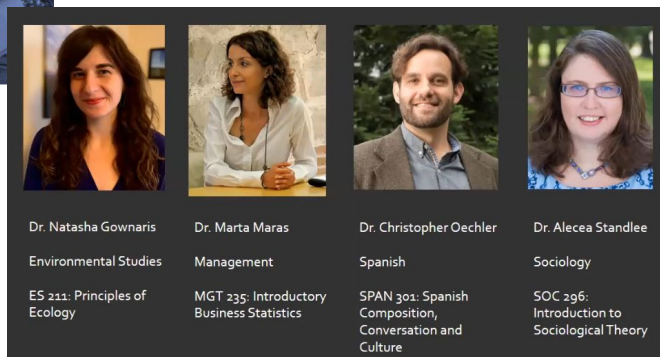 Dr. Natasha Gownaris
Environmental Studies
ES 211: Principles of
Ecology
Dr. Marta Maras
Management
MGT 235: Introductory
Business Statistics
Dr. Christopher Oechler
Spanish
SPAN 301: Spanish
Composition,
Conversation and
Culture
Dr. Alecea Standlee
Sociology
SOC 296:
Introduction to
Sociological Theory